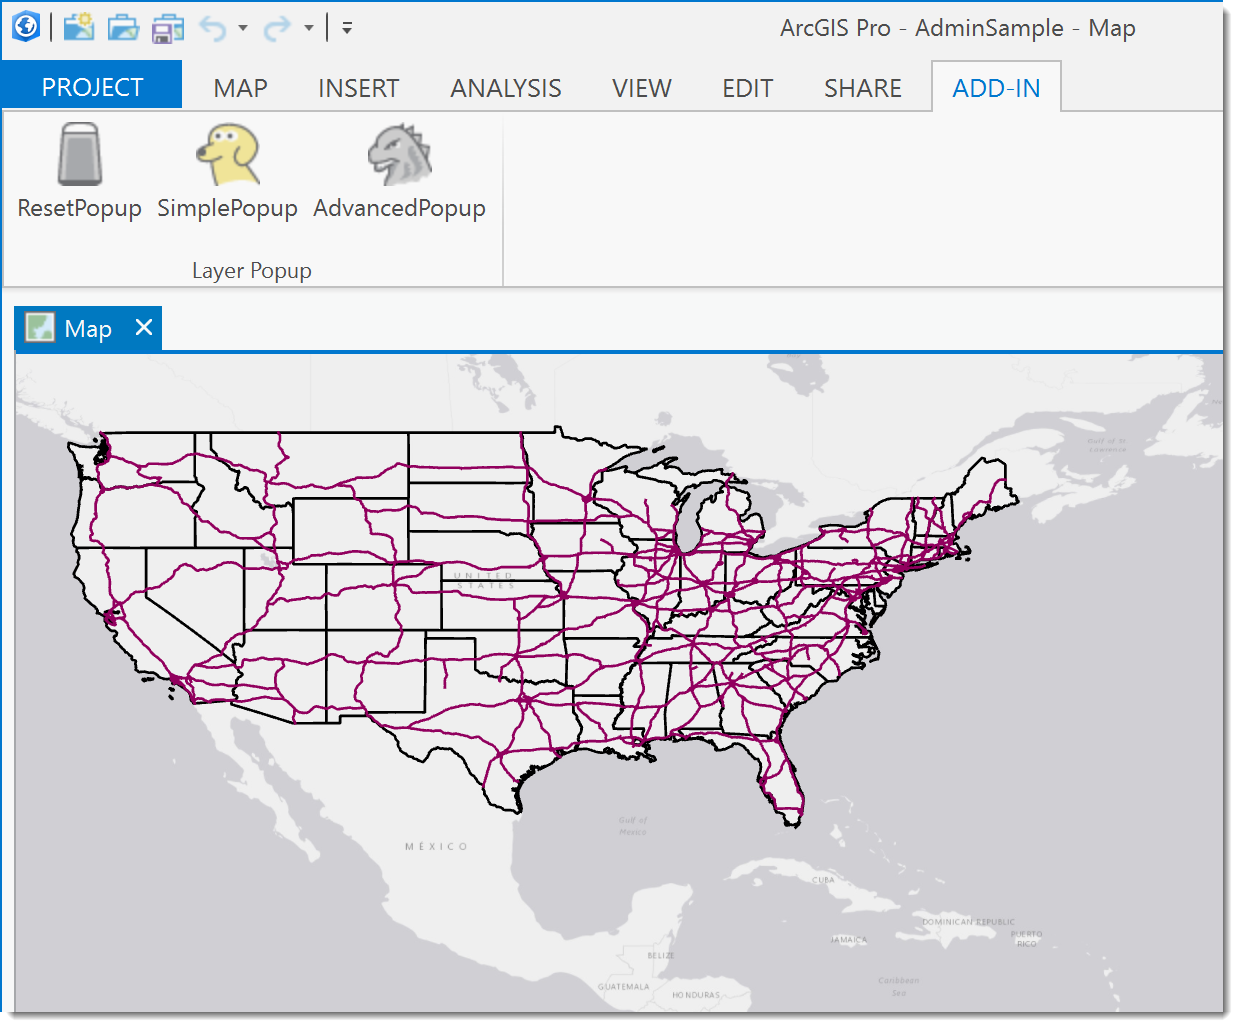 ArcGIS Pro - AdminSample - Map
PROJECT MAP INSERT ANALYSIS VIEW EDIT SHARE ADD-IN
ResetPopup SimplePopup AdvancedPopup
Layer Popup
Map
Gulf of St
Lawrence
UNITED
STATES
Gulf of
Mexico
MÉXICO
CUBA
DOMINICAN REPUBLIC
JAMAICA
PUERTO
RICO
BELIZE
Caribbean
Sea
GUATEMALA
HONDURAS